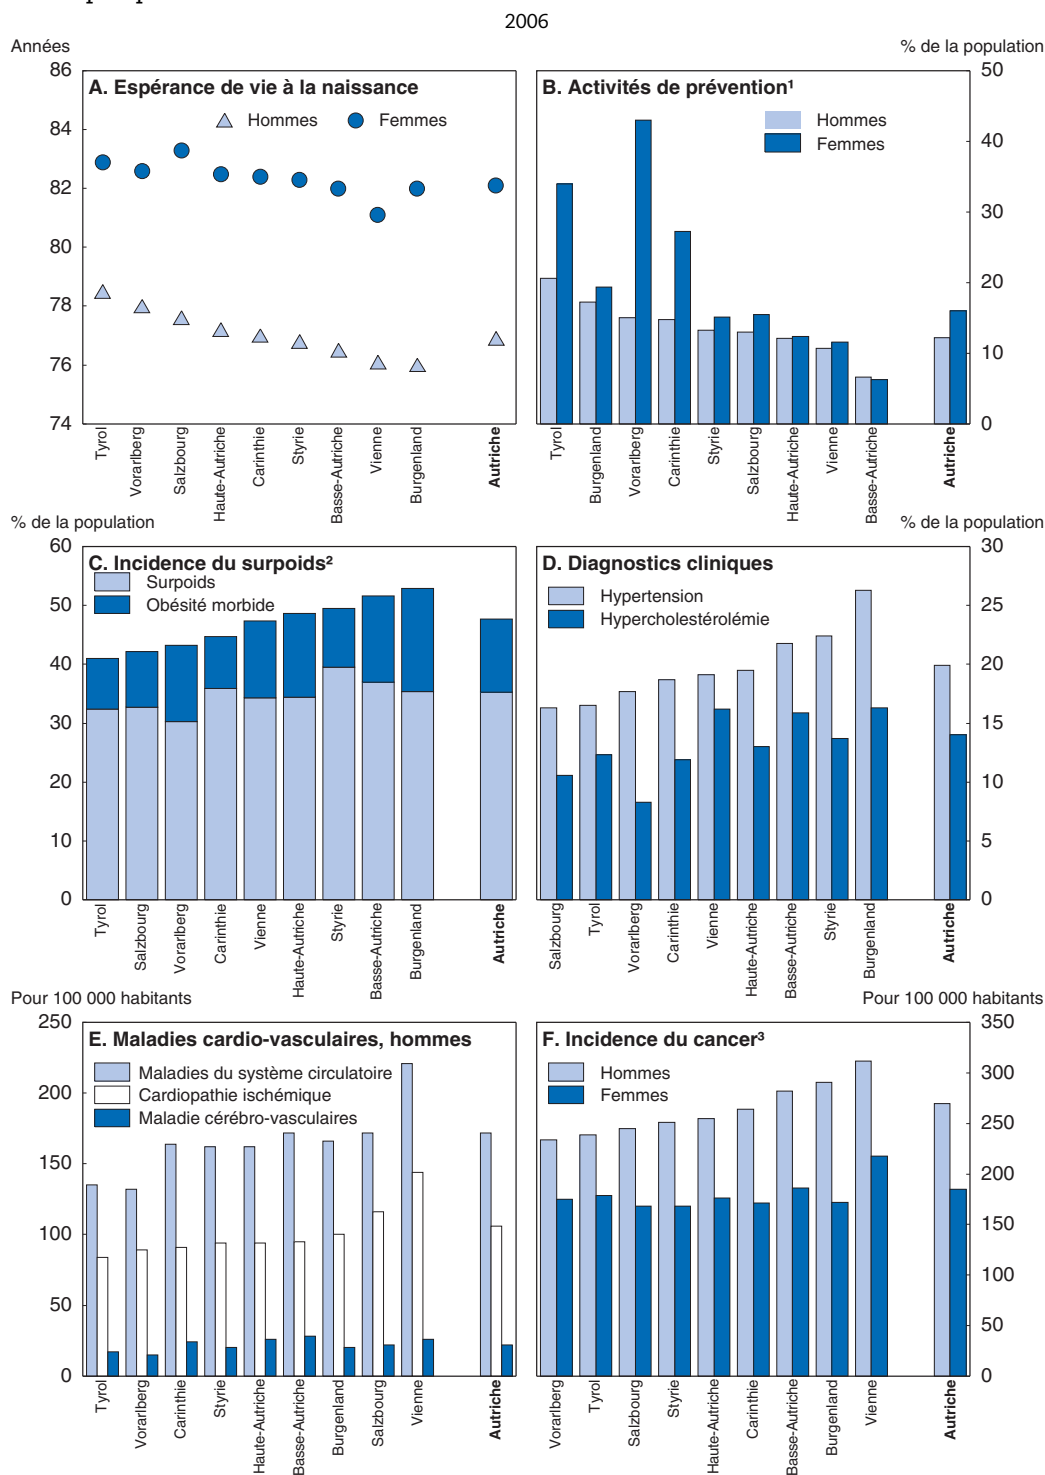 2006
Années
% de la population
A. Espérance de vie à la naissance
Hommes
Femmes
86
84
82
80
78
76
74
Tyrol
Vorarlberg
Salzbourg
Haute-Autriche
Carinthie
Styrie
Basse-Autriche
Vienne
Burgenland
Autriche
B. Activités de prévention¹
Hommes
Femmes
50
40
30
20
10
0
Tyrol
Burgenland
Vorarlberg
Carinthie
Styrie
Salzbourg
Haute-Autriche
Vienne
Basse-Autriche
Autriche
% de la population
% de la population
C. Incidence du surpoids²
Surpoids
Obésité morbide
60
50
40
30
20
10
0
Tyrol
Salzbourg
Vorarlberg
Carinthie
Vienne
Haute-Autriche
Styrie
Basse-Autriche
Burgenland
Autriche
D. Diagnostics cliniques
Hypertension
Hypercholestérolémie
30
25
20
15
10
5
0
Salzbourg
Tyrol
Vorarlberg
Carinthie
Vienne
Haute-Autriche
Basse-Autriche
Styrie
Burgenland
Autriche
Pour 100 000 habitants
Pour 100 000 habitants
E. Maladies cardio-vasculaires, hommes
Maladies du système circulatoire
Cardiopathie ischémique
Maladie cérébro-vasculaires
250
200
150
100
50
0
Tyrol
Vorarlberg
Carinthie
Styrie
Haute-Autriche
Basse-Autriche
Burgenland
Salzbourg
Vienne
Autriche
F. Incidence du cancer³
Hommes
Femmes
350
300
250
200
150
100
50
0
Vorarlberg
Tyrol
Salzbourg
Styrie
Haute-Autriche
Carinthie
Basse-Autriche
Burgenland
Vienne
Autriche